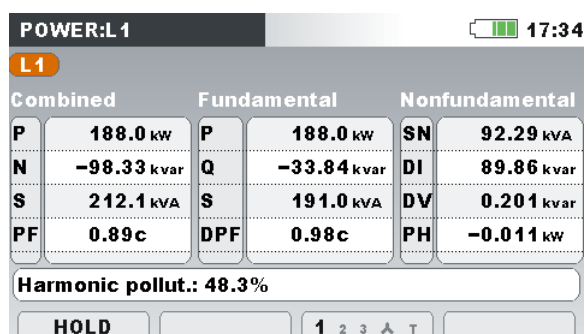 POWER:L1 17:34
L1
Combined Fundamental Nonfundamental
P 188.0 kW P 188.0 kW SN 92.29 kVA
N -98.33 kvar Q -33.84 kvar DI 89.86 kvar
S 212.1 kVA S 191.0 kVA DV 0.201 kvar
PF 0.89c DPF 0.98c PH -0.011 kW
Harmonic pollut.: 48.3%
HOLD 1 2 3 T